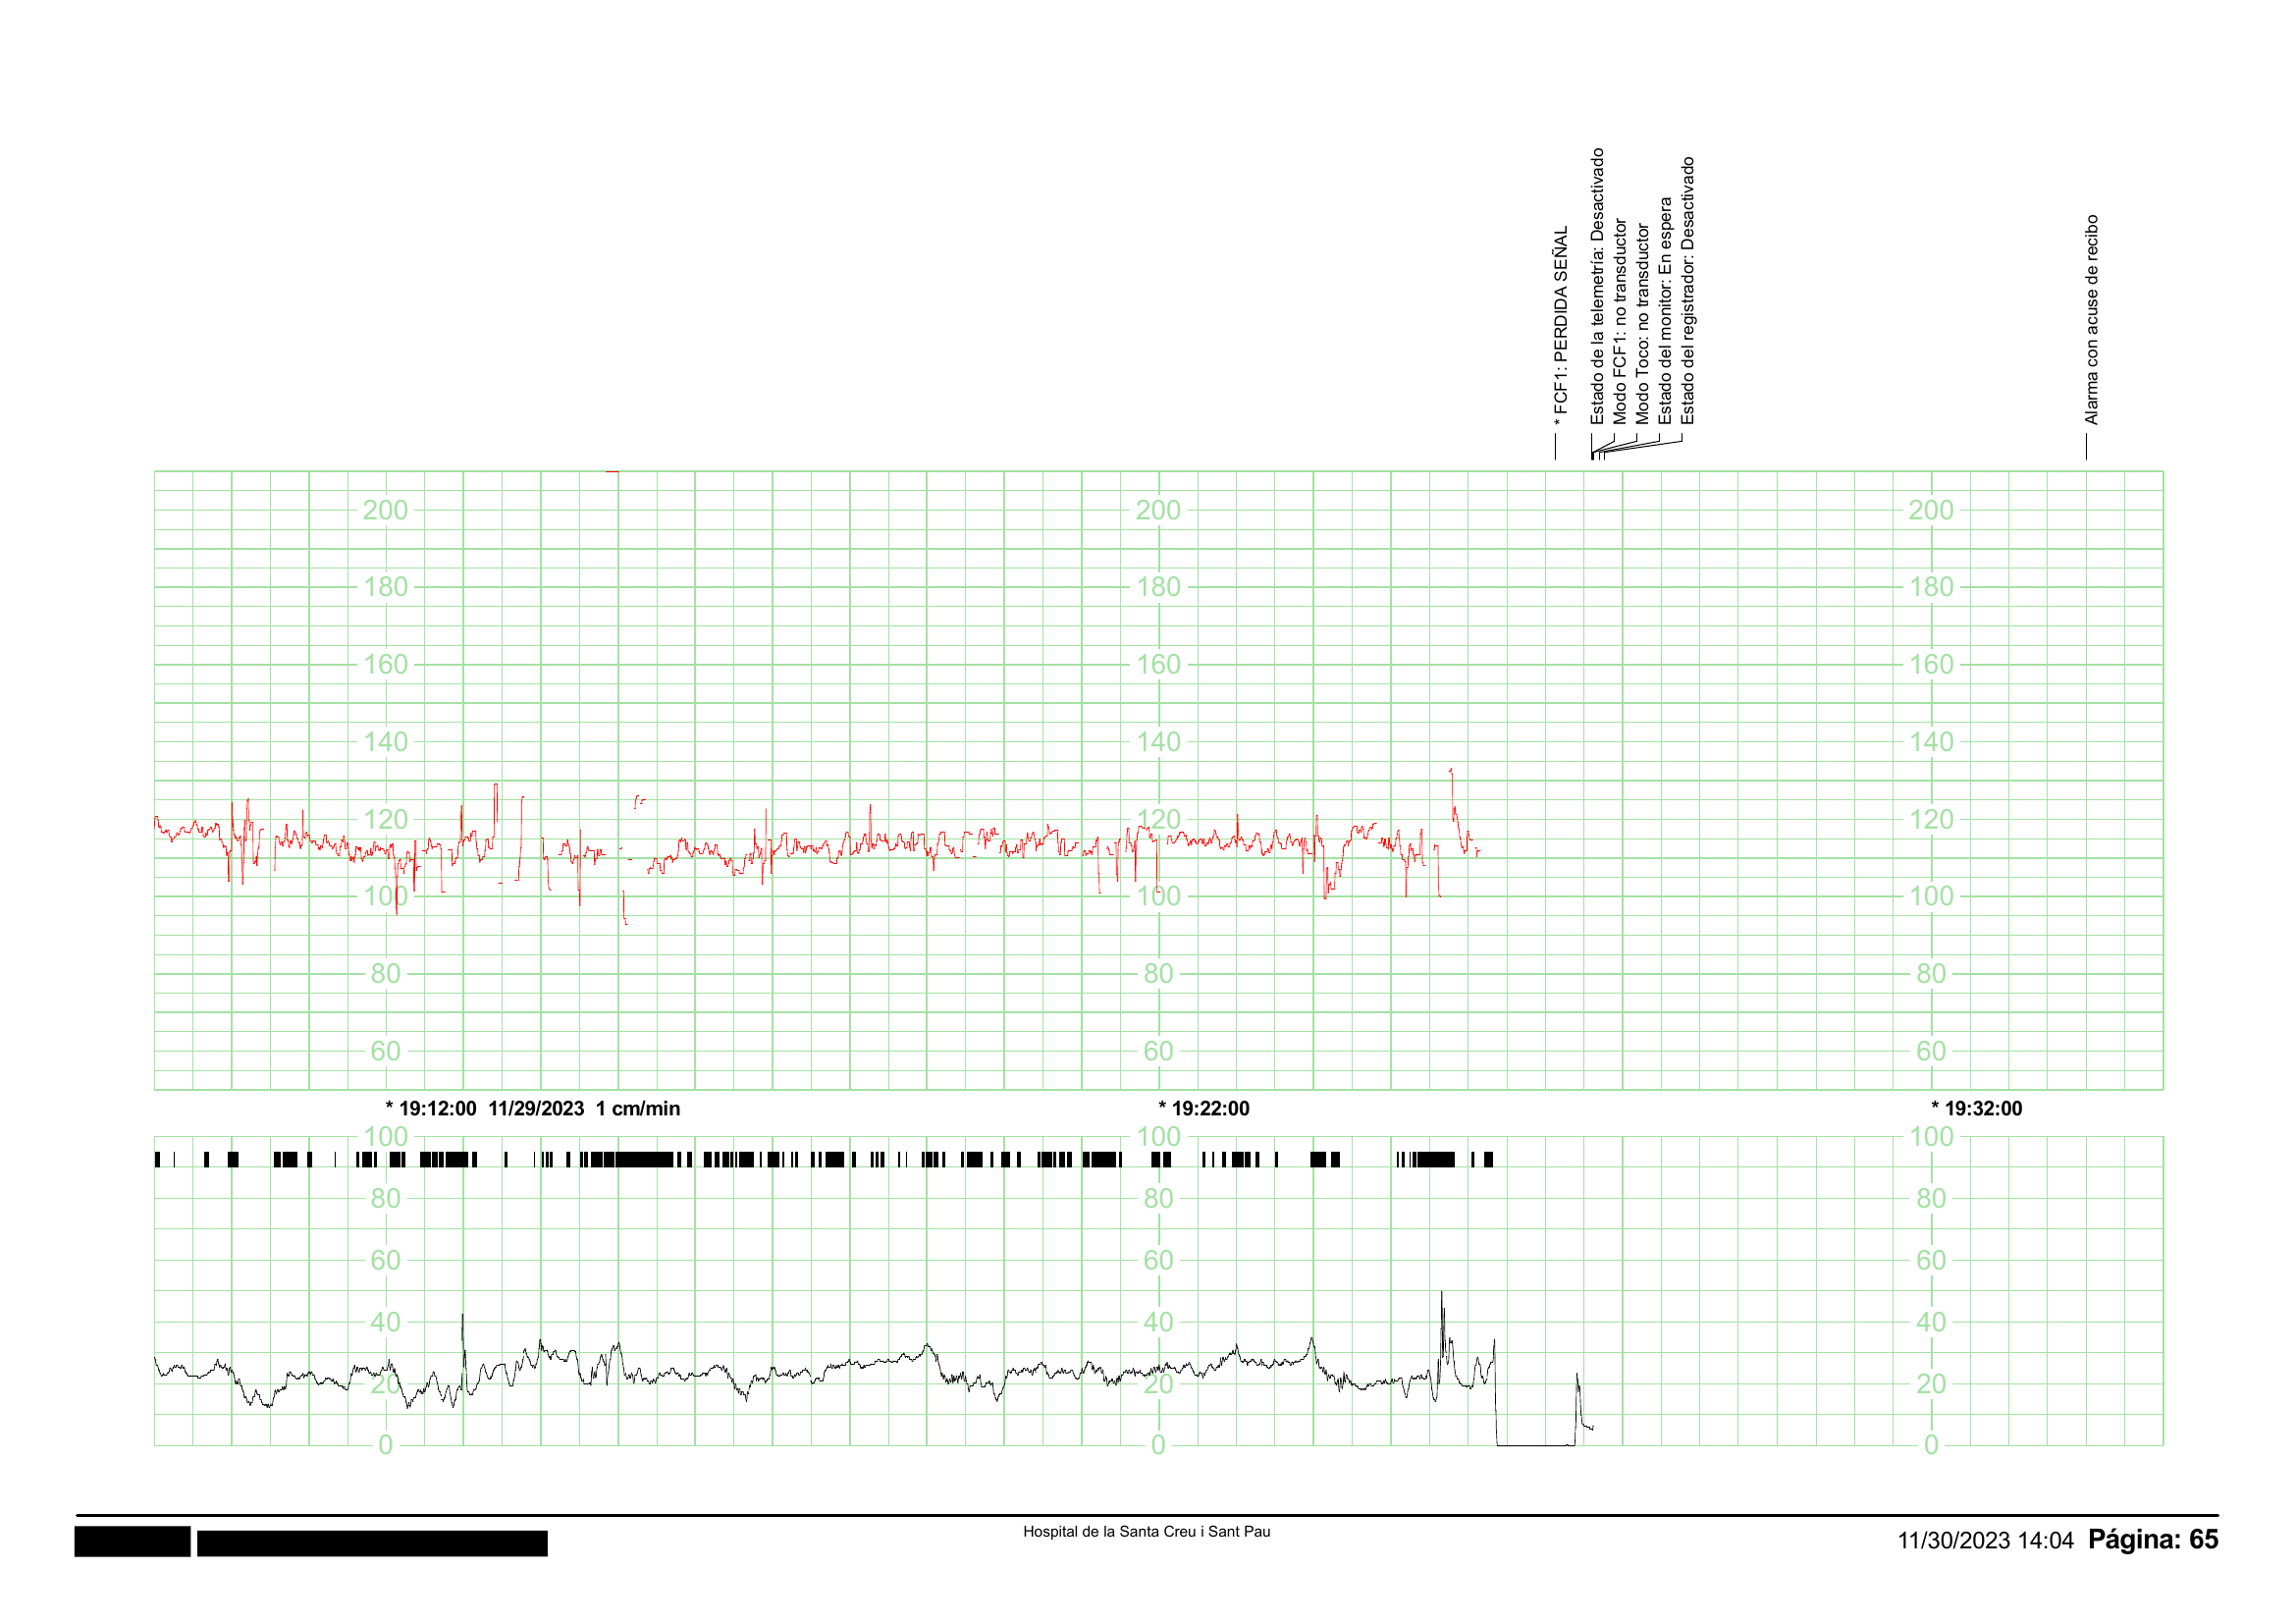 * FCF1: PERDIDA SEÑAL
Estado de la telemetría: Desactivado
Modo FCF1: no transductor
Modo Toco: no transductor
Estado del monitor: En espera
Estado del registrador: Desactivado
Alarma con acuse de recibo
200 200 200
180 180 180
160 160 160
140 140 140
120 120 120
100 100 100
80 80 80
60 60 60
* 19:12:00 11/29/2023 1 cm/min * 19:22:00 * 19:32:00
100 100 100
80 80 80
60 60 60
40 40 40
20 20 20
0 0 0
Hospital de la Santa Creu i Sant Pau
11/30/2023 14:04 Página: 65